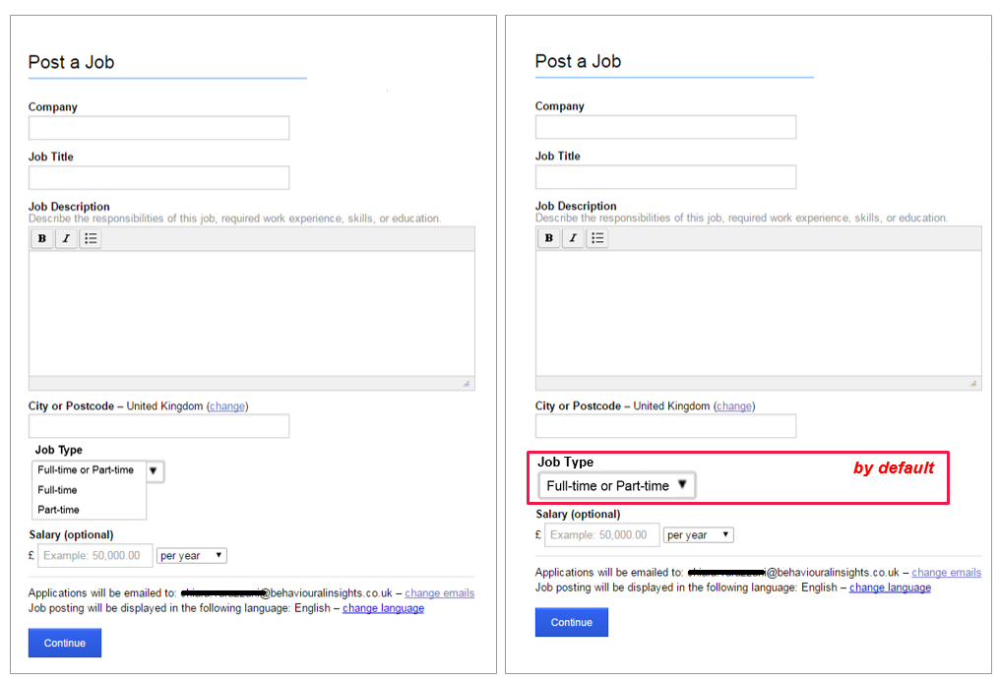 Post a Job
Company
Job Title
Job Description
Describe the responsibilities of this job, required work experience, skills, or education.
B I
City or Postcode – United Kingdom (change)
Job Type
Full-time or Part-time ▼
Full-time
Part-time
Salary (optional)
£ Example: 50,000.00 per year ▼
Applications will be emailed to: @behaviouralinsights.co.uk – change emails
Job posting will be displayed in the following language: English – change language
Continue
Post a Job
Company
Job Title
Job Description
Describe the responsibilities of this job, required work experience, skills, or education.
B I
City or Postcode – United Kingdom (change)
Job Type
by default
Full-time or Part-time ▼
Salary (optional)
£ Example: 50,000.00 per year ▼
Applications will be emailed to: @behaviouralinsights.co.uk – change emails
Job posting will be displayed in the following language: English – change language
Continue